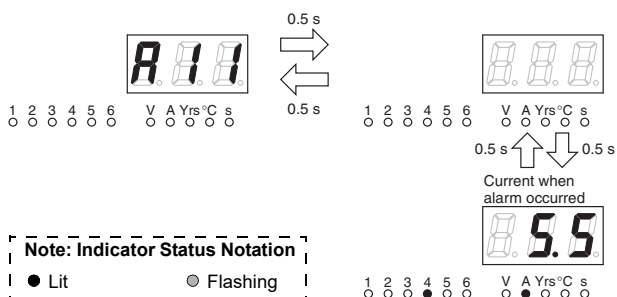 0.5 s
A11
0.5 s
1 2 3 4 5 6 V A Yrs °C s
1 2 3 4 5 6 V A Yrs °C s
0.5 s 0.5 s
Current when
alarm occurred
5.5
Note: Indicator Status Notation
Lit Flashing
1 2 3 4 5 6 V A Yrs °C s